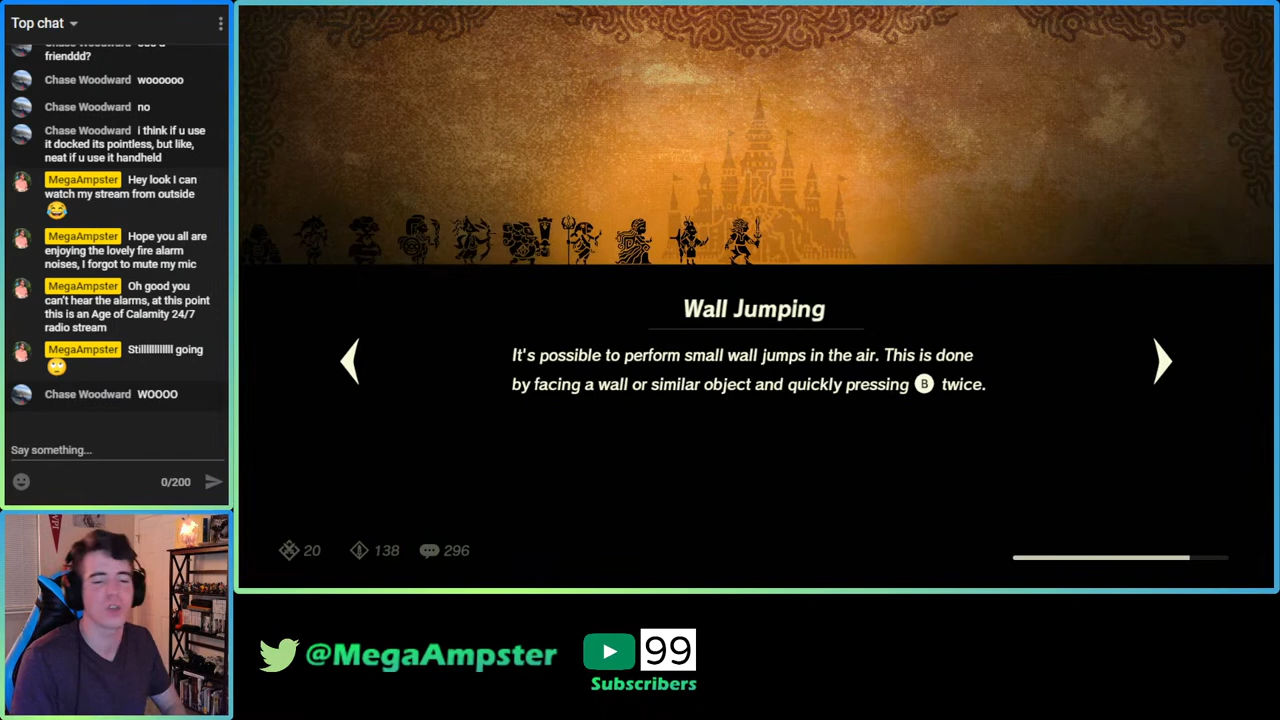 Top chat
frienddd?
Chase Woodward woooooo
Chase Woodward no
Chase Woodward i think if u use
it docked its pointless, but like,
neat if u use it handheld
MegaAmpster Hey look I can
watch my stream from outside
😂
MegaAmpster Hope you all are
enjoying the lovely fire alarm
noises, I forgot to mute my mic
MegaAmpster Oh good you
can't hear the alarms, at this point
this is an Age of Calamity 24/7
radio stream
MegaAmpster Stillllllllllllll going
🙄
Chase Woodward WOOOO
Say something...
0/200
Wall Jumping
It's possible to perform small wall jumps in the air. This is done
by facing a wall or similar object and quickly pressing B twice.
20 138 296
@MegaAmpster
99
Subscribers